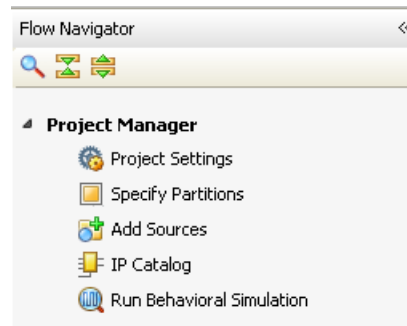 Flow Navigator
Project Manager
Project Settings
Specify Partitions
Add Sources
IP Catalog
Run Behavioral Simulation